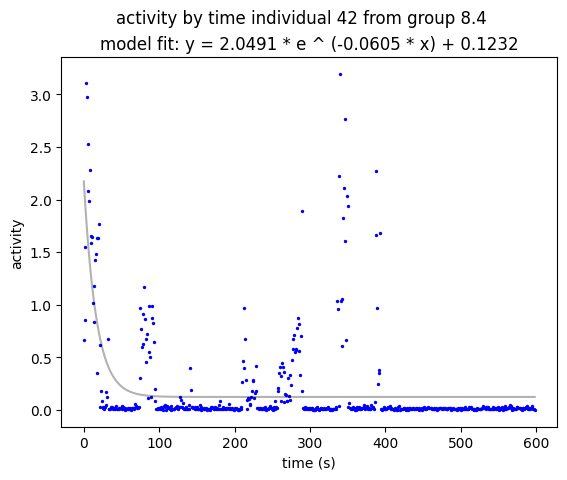 activity by time individual 42 from group 8.4
model fit: y = 2.0491 * e ^ (-0.0605 * x) + 0.1232
3.0
2.5
2.0
1.5
1.0
0.5
0.0
activity
0 100 200 300 400 500 600
time (s)